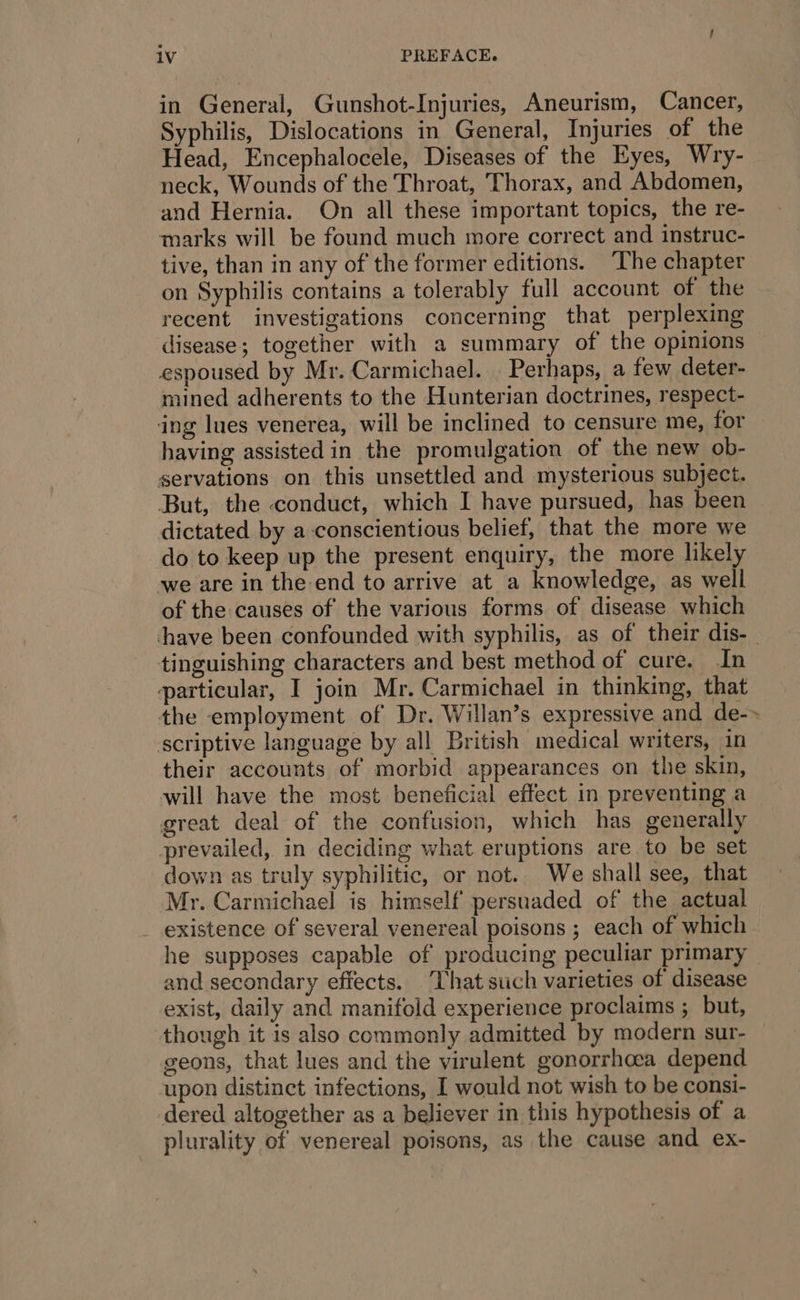 iv PREFACE.
in General, Gunshot-Injuries, Aneurism, Cancer,
Syphilis, Dislocations in General, Injuries of the
Head, Encephalocele, Diseases of the Eyes, Wry-
neck, Wounds of the Throat, Thorax, and Abdomen,
and Hernia. On all these important topics, the re-
marks will be found much more correct and instruc-
tive, than in any of the former editions. The chapter
on Syphilis contains a tolerably full account of the
recent investigations concerning that perplexing
disease; together with a summary of the opinions
espoused by Mr. Carmichael. Perhaps, a few deter-
mined adherents to the Hunterian doctrines, respect-
ing lues venerea, will be inclined to censure me, for
having assisted in the promulgation of the new ob-
servations on this unsettled and mysterious subject.
But, the conduct, which I have pursued, has been
dictated by a conscientious belief, that the more we
do to keep up the present enquiry, the more likely
we are in the end to arrive at a knowledge, as well
of the causes of the various forms of disease which
have been confounded with syphilis, as of their dis-
tinguishing characters and best method of cure. In
particular, I join Mr. Carmichael in thinking, that
the employment of Dr. Willan's expressive and de-
scriptive language by all British medical writers, in
their accounts of morbid appearances on the skin,
will have the most beneficial effect in preventing a
great deal of the confusion, which has generally
prevailed, in deciding what eruptions are to be set
down as truly syphilitic, or not. We shall see, that
Mr. Carmichael is himself persuaded of the actual
existence of several venereal poisons; each of which
he supposes capable of producing peculiar primary
and secondary effects. That such varieties of disease
exist, daily and manifold experience proclaims; but,
though it is also commonly admitted by modern sur-
geons, that lues and the virulent gonorrhœa depend
upon distinct infections, I would not wish to be consi-
dered altogether as a believer in this hypothesis of a
plurality of venereal poisons, as the cause and ex-